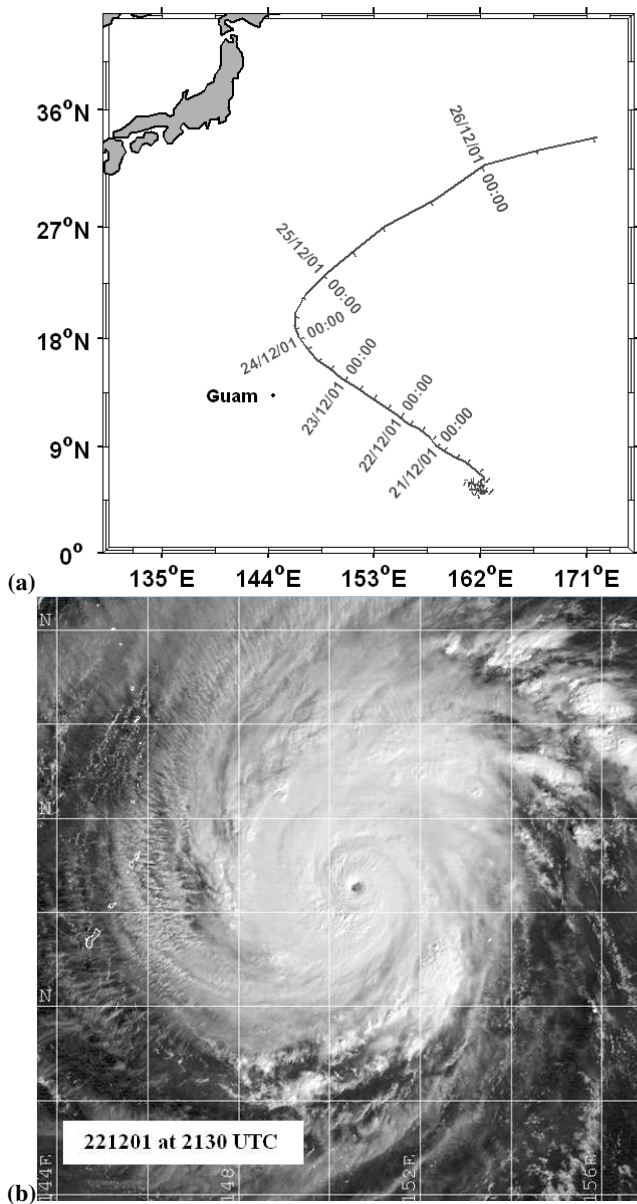 36°N
26/12/01 00:00
27°N
25/12/01 00:00
18°N
24/12/01 00:00
Guam
23/12/01 00:00
22/12/01 00:00
21/12/01 00:00
9°N
0°
135°E 144°E 153°E 162°E 171°E
(a)
N
N
N
221201 at 2130 UTC
144E 148 152E 156E
(b)